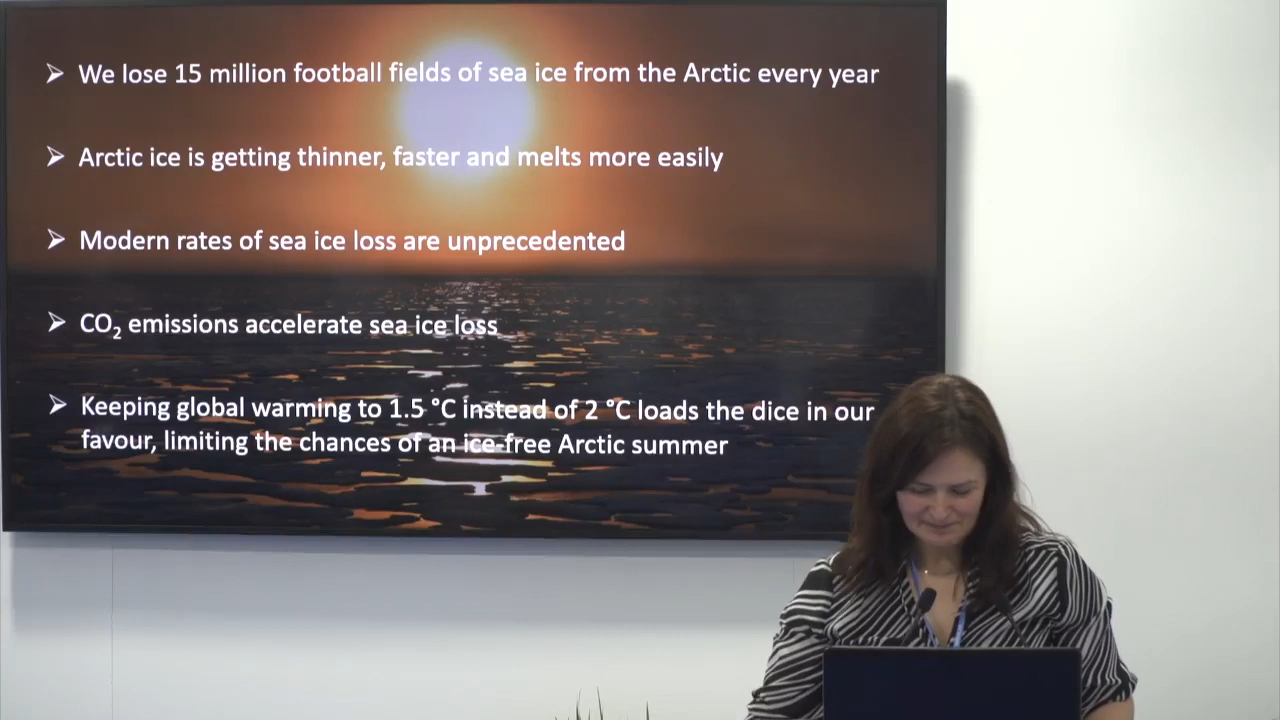 ➢ We lose 15 million football fields of sea ice from the Arctic every year
➢ Arctic ice is getting thinner, faster and melts more easily
➢ Modern rates of sea ice loss are unprecedented
➢ CO₂ emissions accelerate sea ice loss
➢ Keeping global warming to 1.5 °C instead of 2 °C loads the dice in our
favour, limiting the chances of an ice-free Arctic summer